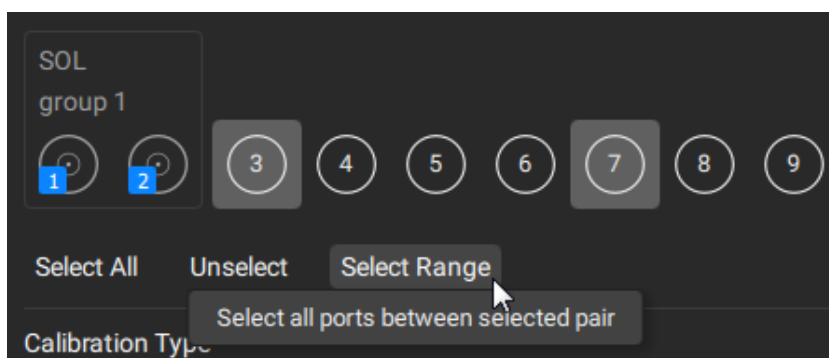 SOL
group 1
1 2 3 4 5 6 7 8 9
Select All Unselect Select Range
Select all ports between selected pair
Calibration Type